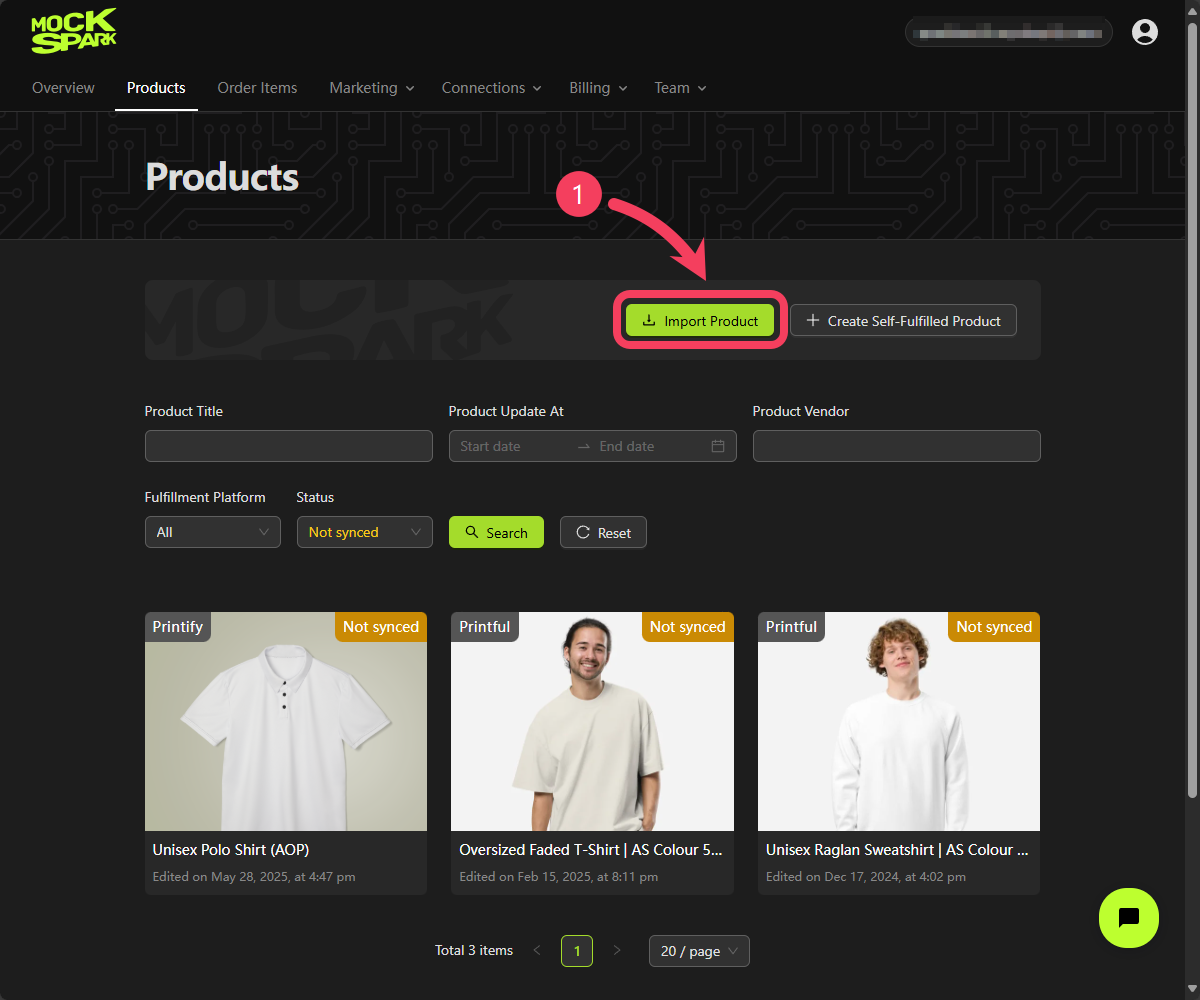 MOCK
SPARK
Overview Products Order Items Marketing Connections Billing Team
Products
1
MOCK
SPARK
Import Product Create Self-Fulfilled Product
Product Title Product Update At Product Vendor
Start date End date
Fulfillment Platform Status
All Not synced Search Reset
Printify Not synced Printful Not synced Printful Not synced
Unisex Polo Shirt (AOP) Oversized Faded T-Shirt | AS Colour 5... Unisex Raglan Sweatshirt | AS Colour ...
Edited on May 28, 2025, at 4:47 pm Edited on Feb 15, 2025, at 8:11 pm Edited on Dec 17, 2024, at 4:02 pm
Total 3 items 1 20 / page